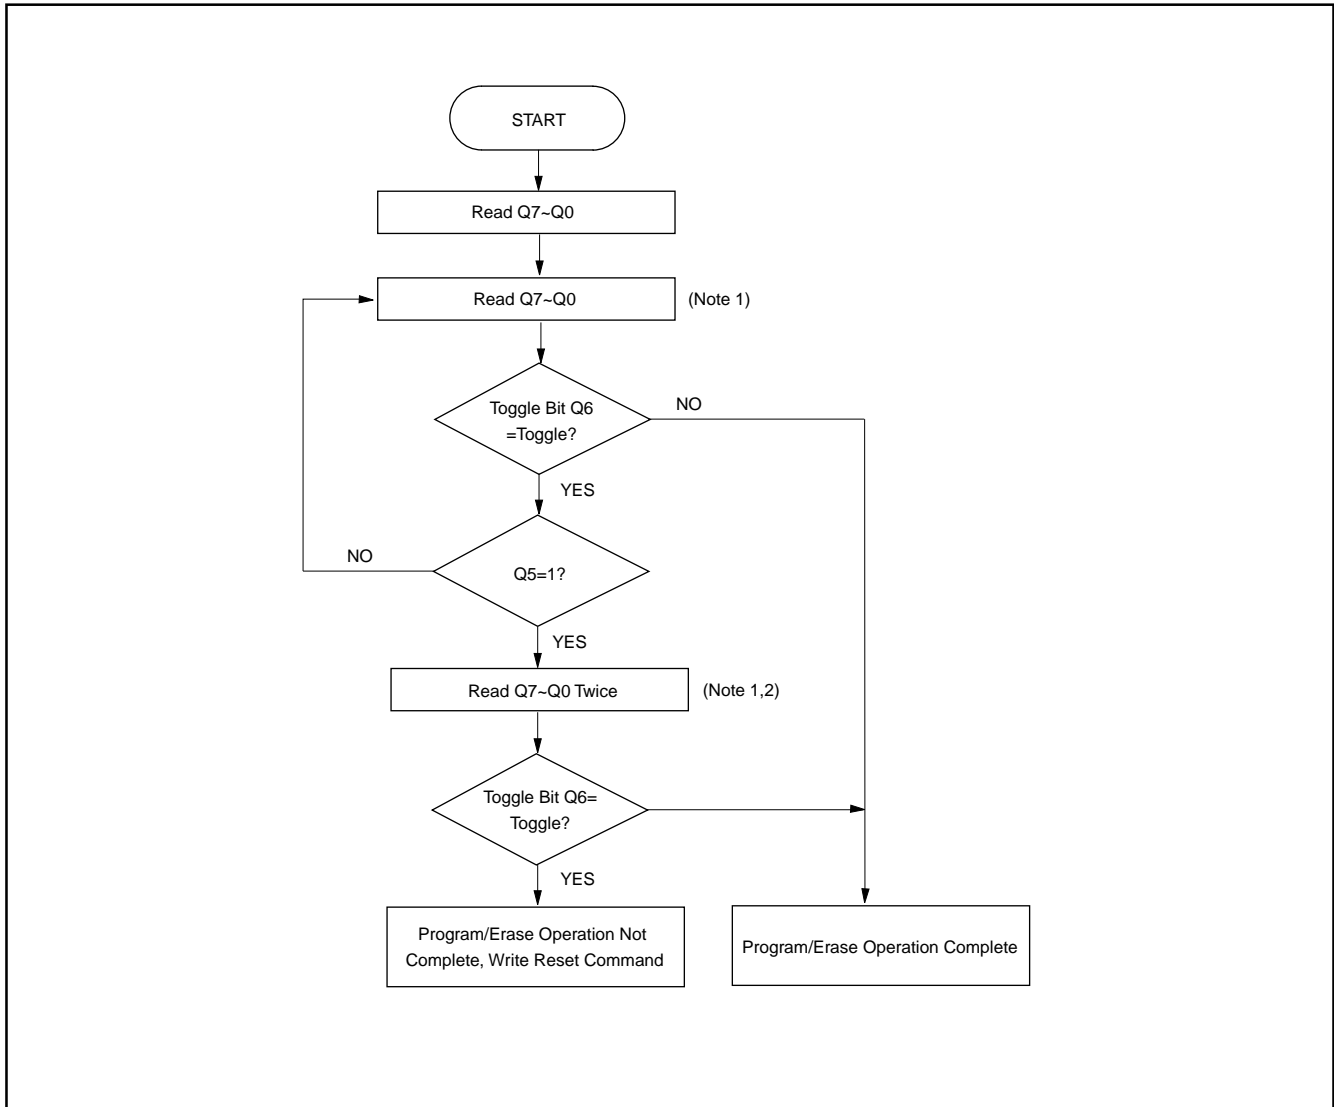 START
Read Q7~Q0
Read Q7~Q0
(Note 1)
Toggle Bit Q6
=Toggle?
NO
YES
NO
Q5=1?
YES
Read Q7~Q0 Twice
(Note 1,2)
Toggle Bit Q6=
Toggle?
YES
Program/Erase Operation Not
Complete, Write Reset Command
Program/Erase Operation Complete